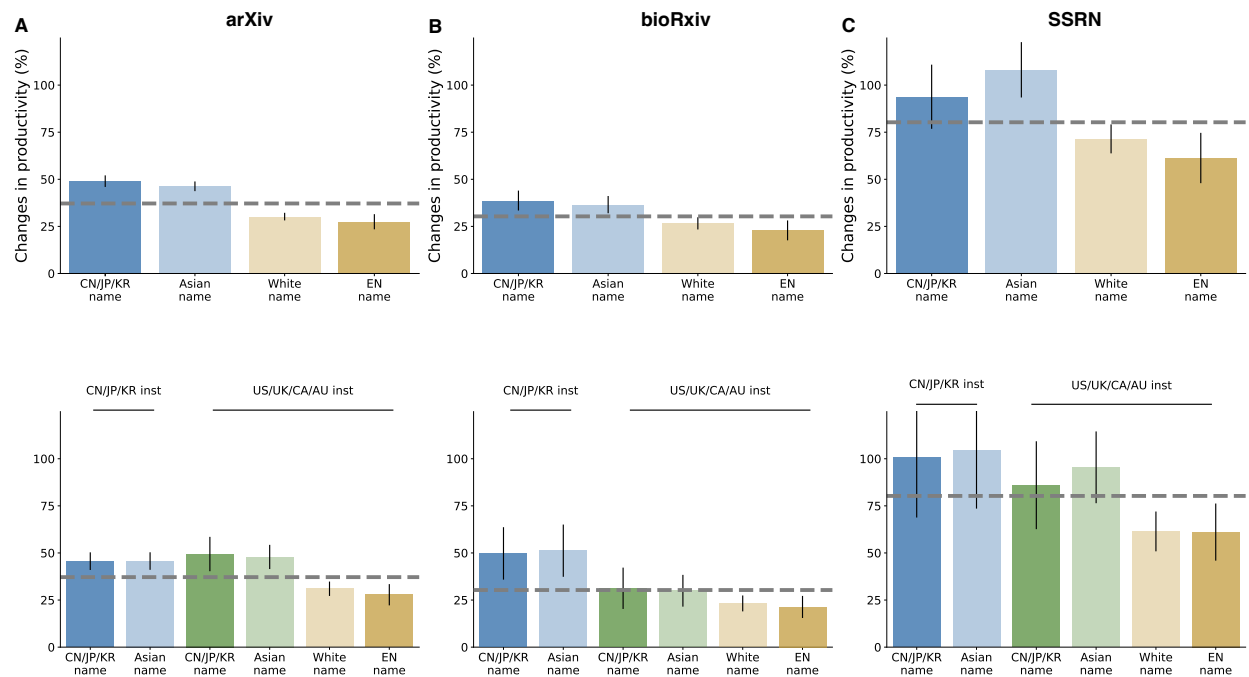 A
arXiv
Changes in productivity (%)
100
75
50
25
0
CN/JP/KR
name
Asian
name
White
name
EN
name
B
bioRxiv
Changes in productivity (%)
100
75
50
25
0
CN/JP/KR
name
Asian
name
White
name
EN
name
C
SSRN
Changes in productivity (%)
100
75
50
25
0
CN/JP/KR
name
Asian
name
White
name
EN
name
CN/JP/KR inst
US/UK/CA/AU inst
100
75
50
25
0
CN/JP/KR
name
Asian
name
CN/JP/KR
name
Asian
name
White
name
EN
name
CN/JP/KR inst
US/UK/CA/AU inst
100
75
50
25
0
CN/JP/KR
name
Asian
name
CN/JP/KR
name
Asian
name
White
name
EN
name
CN/JP/KR inst
US/UK/CA/AU inst
100
75
50
25
0
CN/JP/KR
name
Asian
name
CN/JP/KR
name
Asian
name
White
name
EN
name